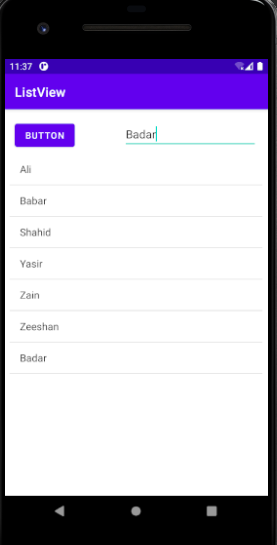 11:37
ListView
BUTTON
Badar
Ali
Babar
Shahid
Yasir
Zain
Zeeshan
Badar